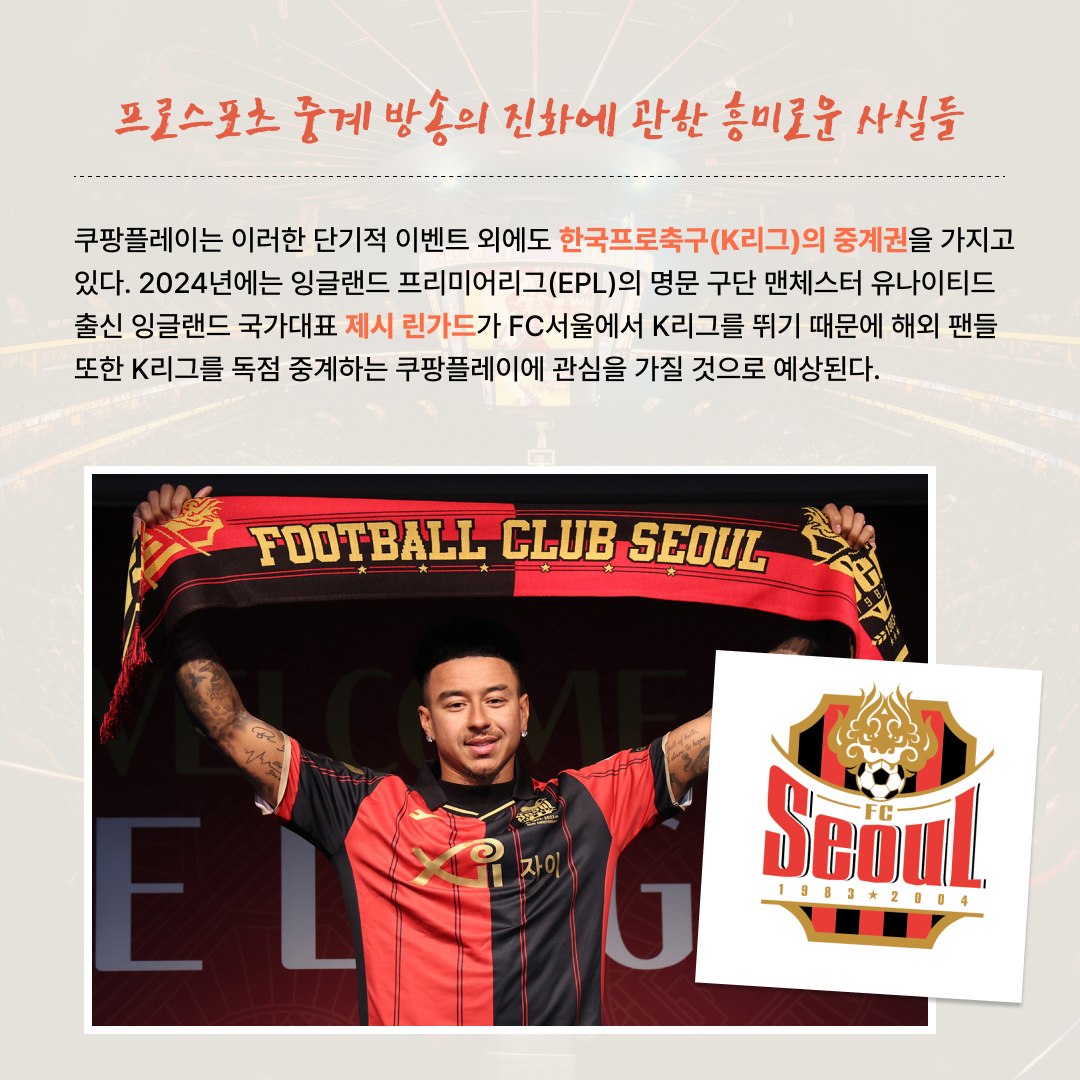 프로스포츠 중계 방송의 진화에 관한 흥미로운 사실들
쿠팡플레이는 이러한 단기적 이벤트 외에도 한국프로축구(K리그)의 중계권을 가지고
있다. 2024년에는 잉글랜드 프리미어리그(EPL)의 명문 구단 맨체스터 유나이티드
출신 잉글랜드 국가대표 제시 린가드가 FC서울에서 K리그를 뛰기 때문에 해외 팬들
또한 K리그를 독점 중계하는 쿠팡플레이에 관심을 가질 것으로 예상된다.
FOOTBALL CLUB SEOUL
WELCOME
Xi 자이
FC
Seoul
1983★2004